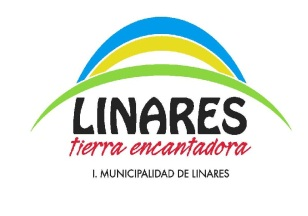 LINARES
tierra encantadora
I. MUNICIPALIDAD DE LINARES